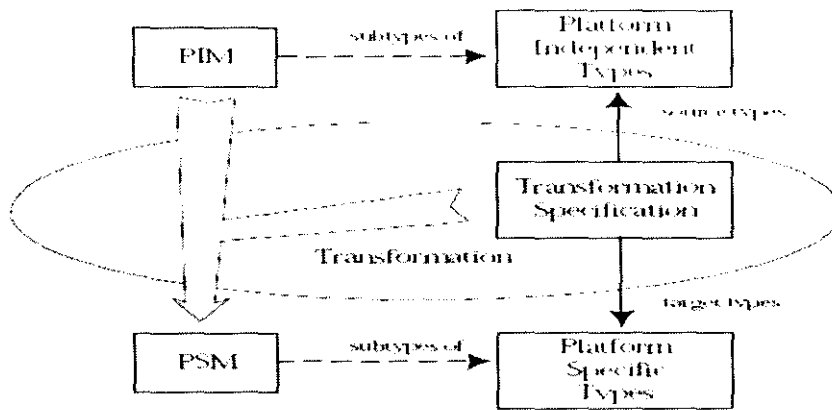 PIM
subtypes of
Platform
Independent
Types
source types
Transformation
Specification
Transformation
target types
PSM
subtypes of
Platform
Specific
Types